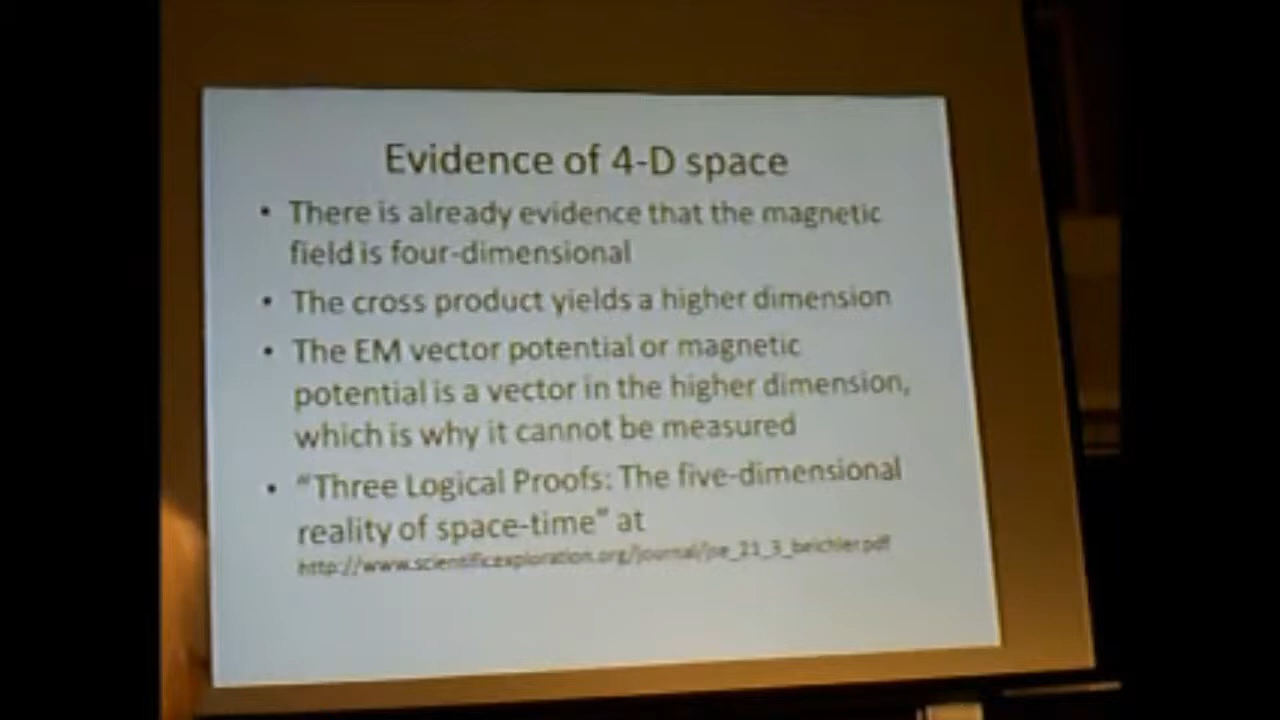 Evidence of 4-D space
• There is already evidence that the magnetic
field is four-dimensional
• The cross product yields a higher dimension
• The EM vector potential or magnetic
potential is a vector in the higher dimension,
which is why it cannot be measured
• "Three Logical Proofs: The five-dimensional
reality of space-time" at
http://www.scientificexploration.org/journal/jse_21_3_beichler.pdf